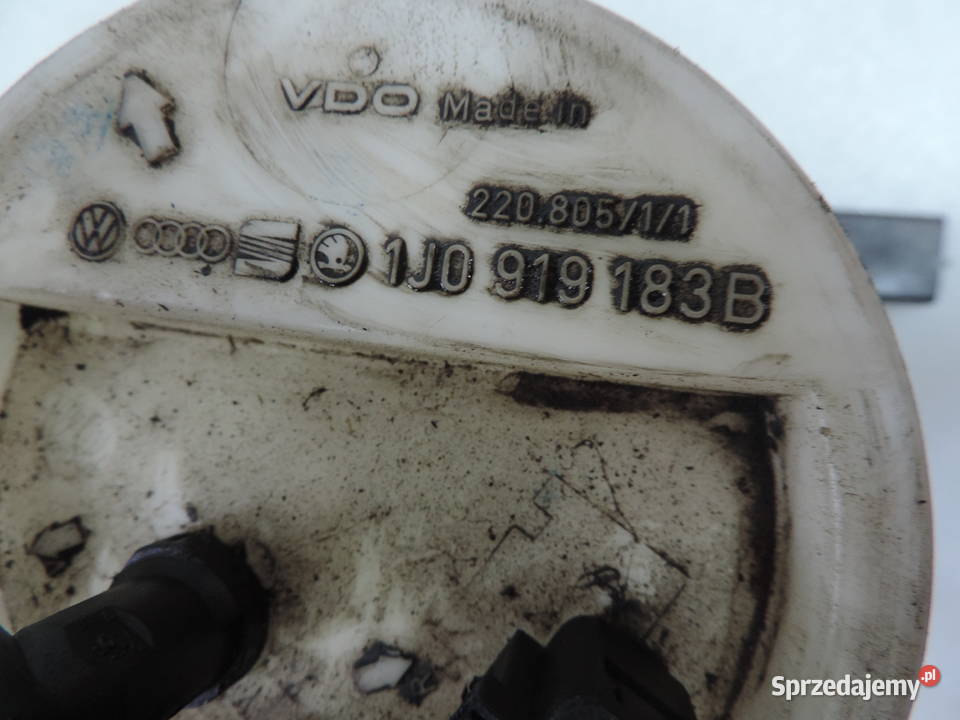 VDO Made in
220.805/1/1
1J0 919 183B
Sprzedajemy.pl